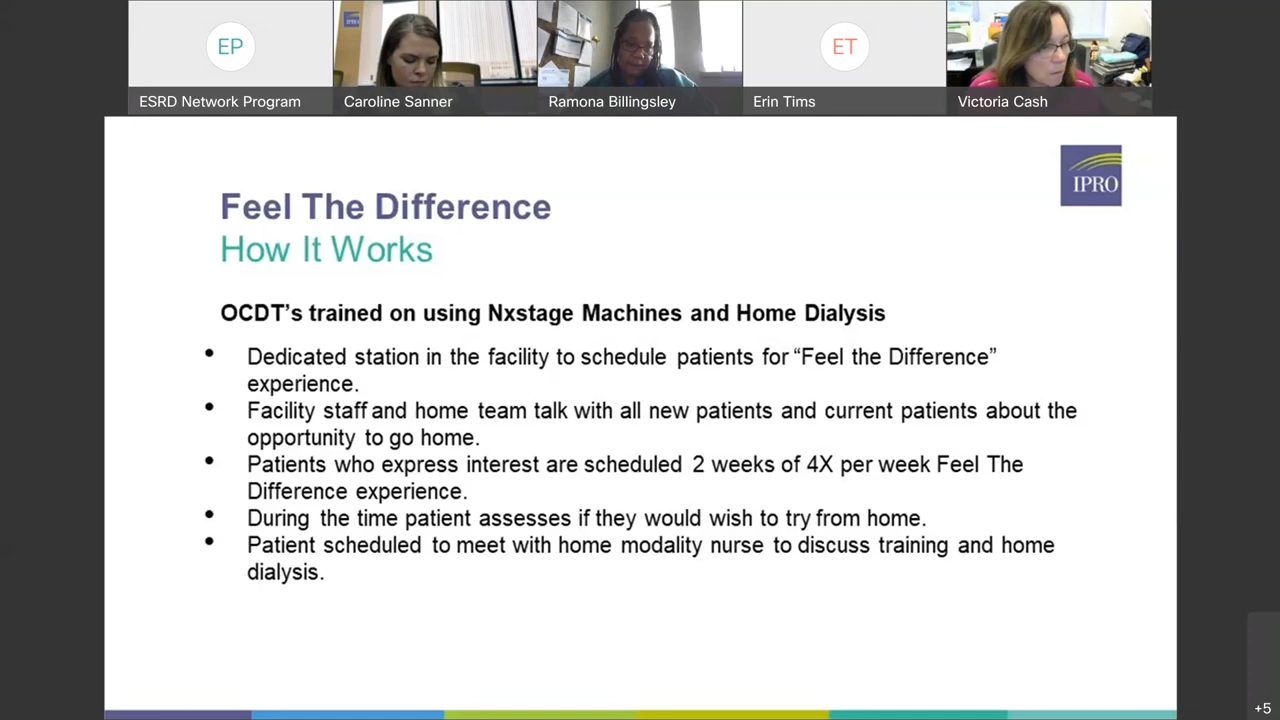 EP
ET
ESRD Network Program
Caroline Sanner
Ramona Billingsley
Erin Tims
Victoria Cash
IPRO
Feel The Difference
How It Works
OCDT’s trained on using Nxstage Machines and Home Dialysis
• Dedicated station in the facility to schedule patients for “Feel the Difference”
experience.
• Facility staff and home team talk with all new patients and current patients about the
opportunity to go home.
• Patients who express interest are scheduled 2 weeks of 4X per week Feel The
Difference experience.
• During the time patient assesses if they would wish to try from home.
• Patient scheduled to meet with home modality nurse to discuss training and home
dialysis.
+5